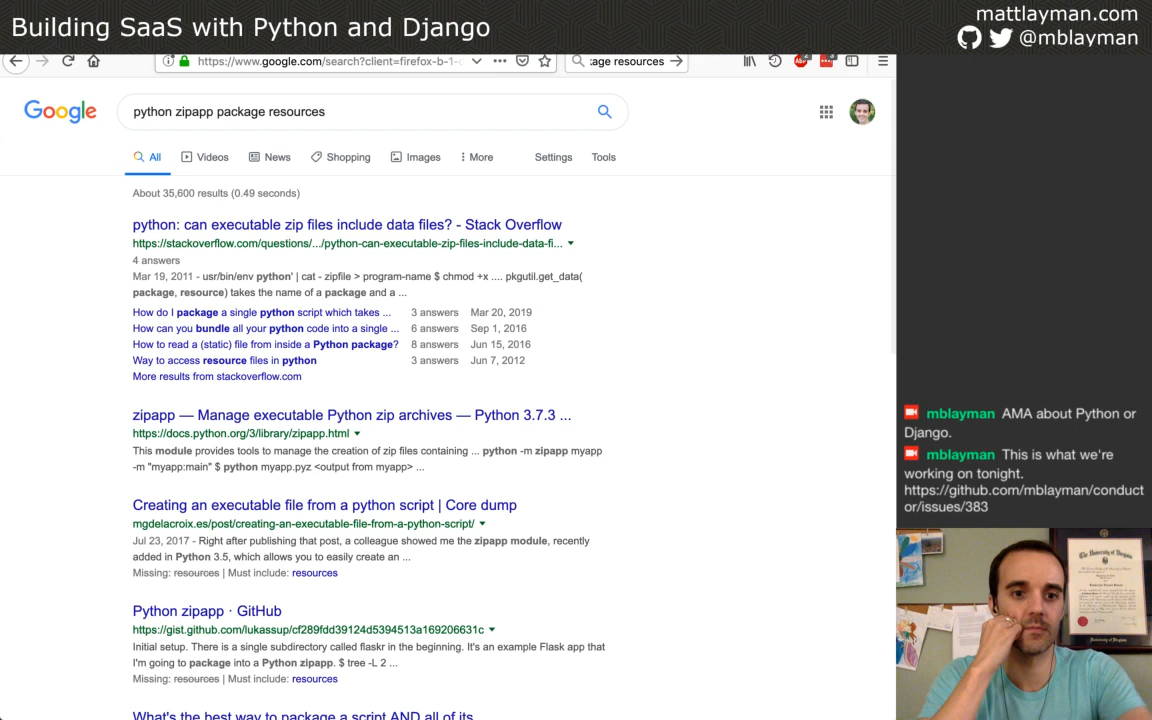 Building SaaS with Python and Django
mattlayman.com
@mblayman
https://www.google.com/search?client=firefox-b-1-
age resources
Google
python zipapp package resources
All Videos News Shopping Images More Settings Tools
About 35,600 results (0.49 seconds)
python: can executable zip files include data files? - Stack Overflow
https://stackoverflow.com/questions/.../python-can-executable-zip-files-include-data-fi...
4 answers
Mar 19, 2011 - usr/bin/env python' | cat - zipfile > program-name $ chmod +x .... pkgutil.get_data(
package, resource) takes the name of a package and a ...
How do I package a single python script which takes ... 3 answers Mar 20, 2019
How can you bundle all your python code into a single ... 6 answers Sep 1, 2016
How to read a (static) file from inside a Python package? 8 answers Jun 15, 2016
Way to access resource files in python 3 answers Jun 7, 2012
More results from stackoverflow.com
zipapp — Manage executable Python zip archives — Python 3.7.3 ...
https://docs.python.org/3/library/zipapp.html
This module provides tools to manage the creation of zip files containing ... python -m zipapp myapp
-m "myapp:main" $ python myapp.pyz <output from myapp> ...
Creating an executable file from a python script | Core dump
mgdelacroix.es/post/creating-an-executable-file-from-a-python-script/
Jul 23, 2017 - Right after publishing that post, a colleague showed me the zipapp module, recently
added in Python 3.5, which allows you to easily create an ...
Missing: resources | Must include: resources
Python zipapp · GitHub
https://gist.github.com/lukassup/cf289fdd39124d5394513a169206631c
Initial setup. There is a single subdirectory called flaskr in the beginning. It's an example Flask app that
I'm going to package into a Python zipapp. $ tree -L 2 ...
Missing: resources | Must include: resources
What's the best way to package a script AND all of its
mblayman AMA about Python or
Django.
mblayman This is what we're
working on tonight.
https://github.com/mblayman/conduct
or/issues/383
The University of Virginia